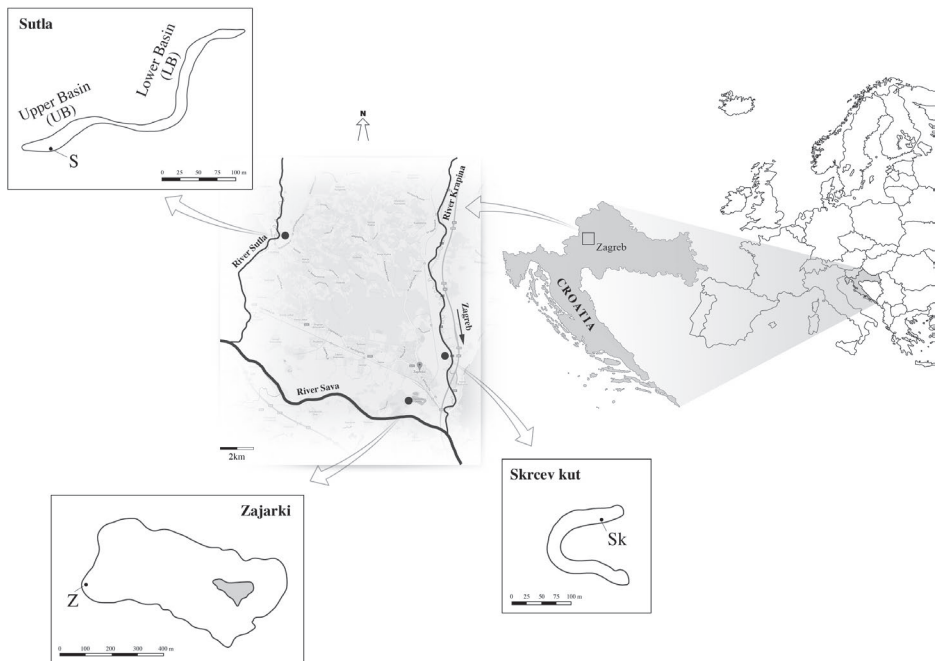 Sutla
Upper Basin
(UB)
Lower Basin
(LB)
S
0 25 50 75 100 m
N
River Sutla
River Krapina
Zagreb
River Sava
2km
Zagreb
CROATIA
Zajarki
Z
0 100 200 300 400 m
Skrcev kut
Sk
0 25 50 75 100 m